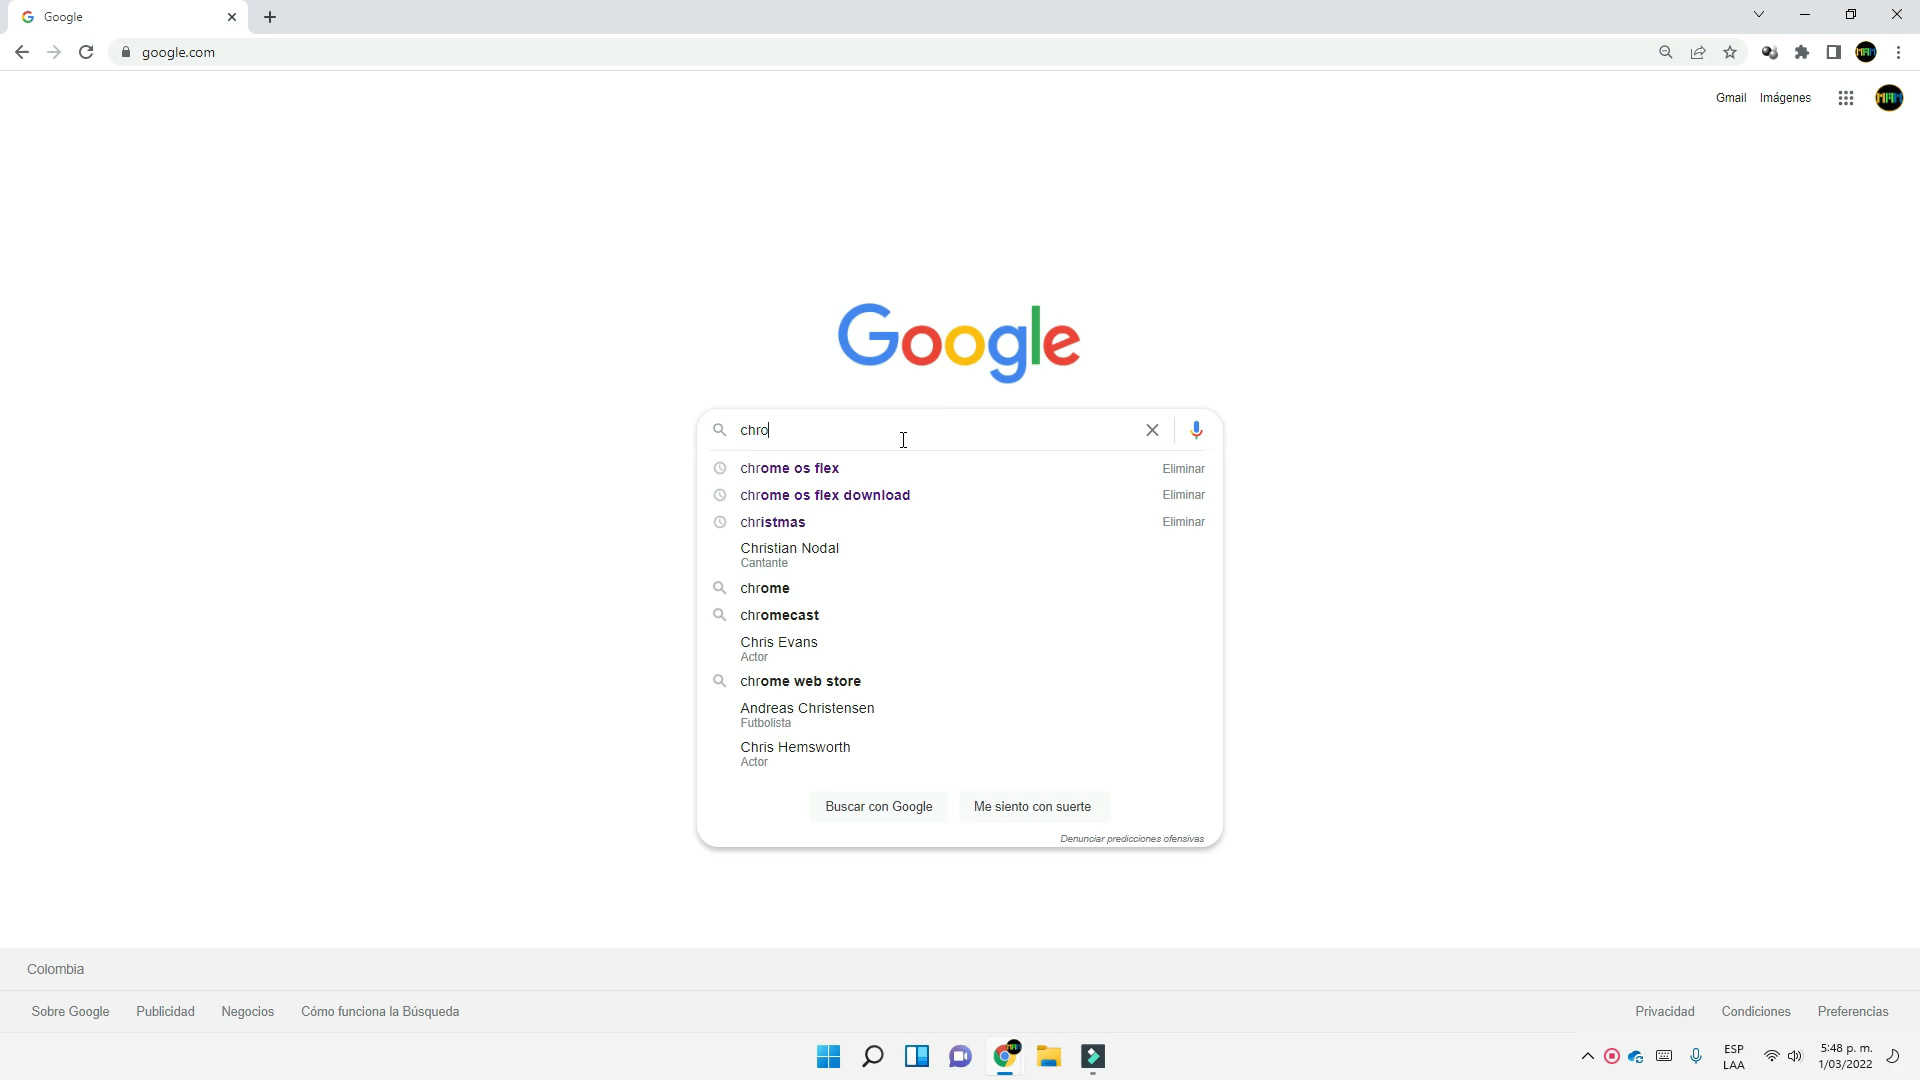 Google
google.com
Gmail Imágenes
Google
chro
chrome os flex Eliminar
chrome os flex download Eliminar
christmas Eliminar
Christian Nodal
Cantante
chrome
chromecast
Chris Evans
Actor
chrome web store
Andreas Christensen
Futbolista
Chris Hemsworth
Actor
Buscar con Google Me siento con suerte
Denunciar predicciones ofensivas
Colombia
Sobre Google Publicidad Negocios Cómo funciona la Búsqueda Privacidad Condiciones Preferencias
ESP 5:48 p. m.
LAA 1/03/2022